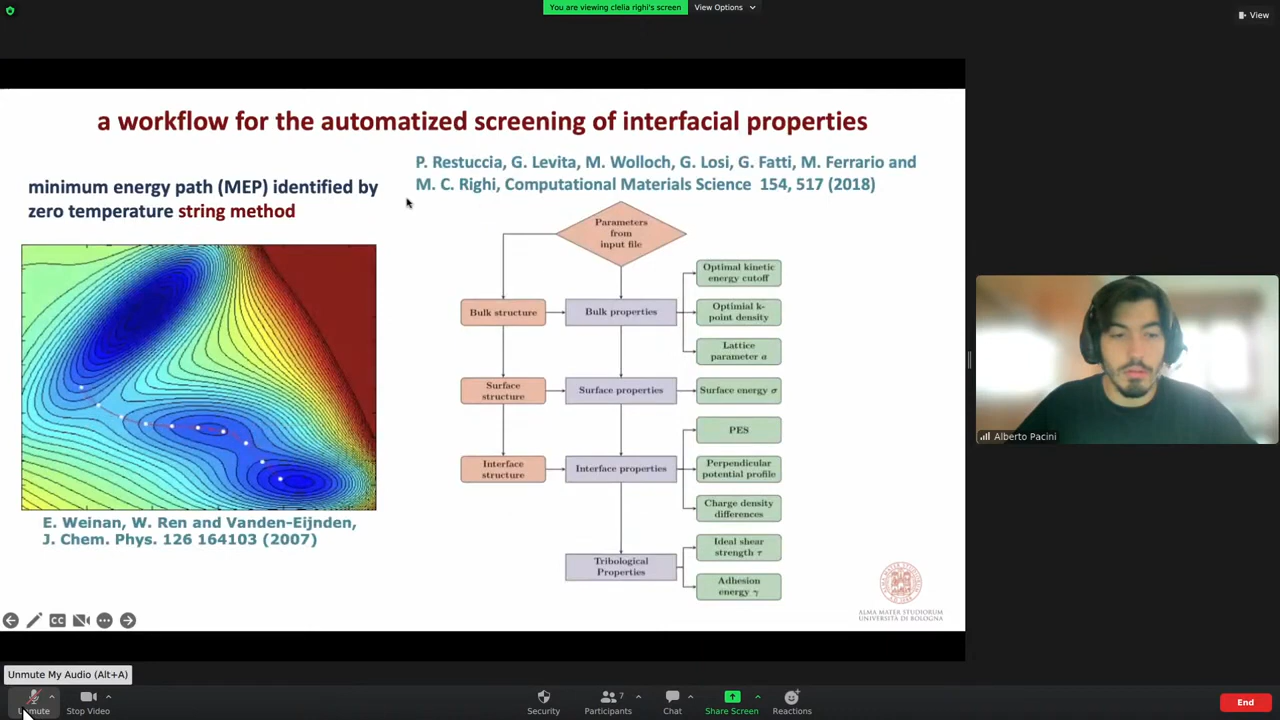 You are viewing clelia righi's screen
View Options
View
a workflow for the automatized screening of interfacial properties
minimum energy path (MEP) identified by
zero temperature string method
P. Restuccia, G. Levita, M. Wolloch, G. Losi, G. Fatti, M. Ferrario and
M. C. Righi, Computational Materials Science 154, 517 (2018)
Parameters
from
input file
Optimal kinetic
energy cutoff
Bulk structure
Bulk properties
Optimial k-
point density
Lattice
parameter a
Surface
structure
Surface properties
Surface energy σ
PES
Interface
structure
Interface properties
Perpendicular
potential profile
Charge density
differences
Tribological
Properties
Ideal shear
strength τ
Adhesion
energy γ
E. Weinan, W. Ren and Vanden-Eijnden,
J. Chem. Phys. 126 164103 (2007)
ALMA MATER STUDIORUM
UNIVERSITÀ DI BOLOGNA
Alberto Pacini
CC
Unmute My Audio (Alt+A)
Unmute
Stop Video
Security
Participants
7
Chat
Share Screen
Reactions
End